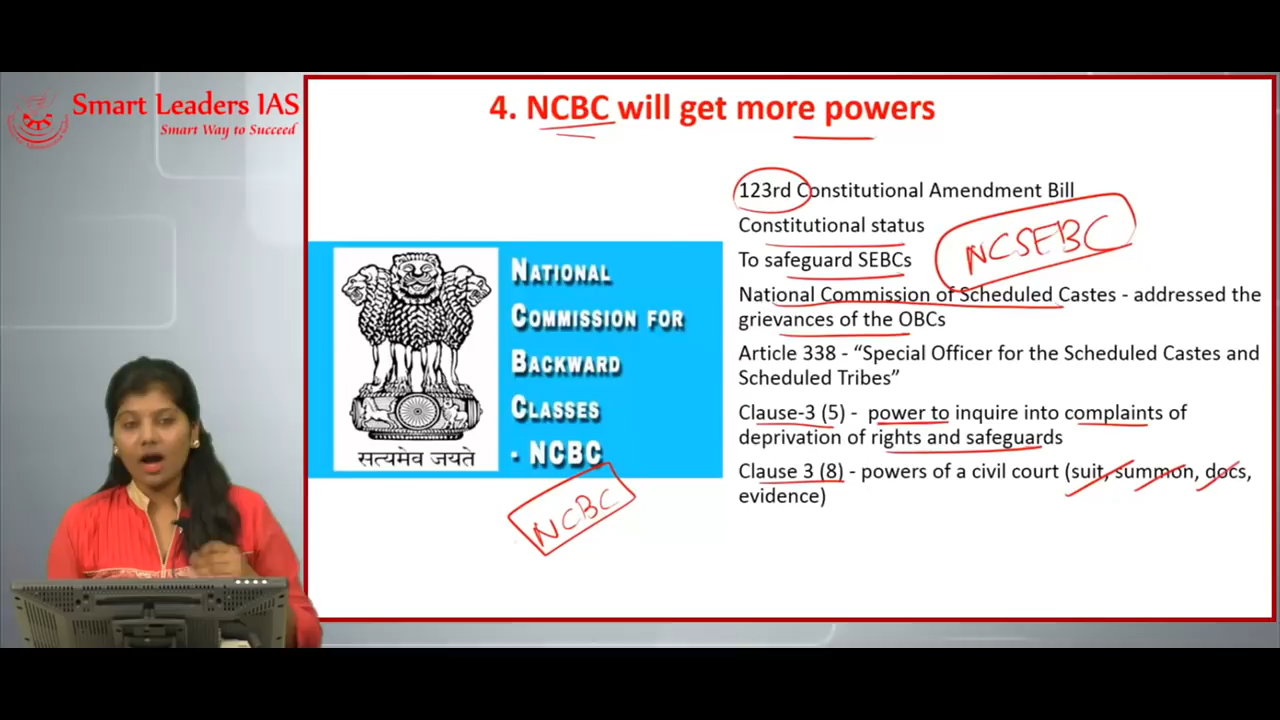 Smart Leaders IAS
Smart Way to Succeed
4. NCBC will get more powers
123rd Constitutional Amendment Bill
Constitutional status
To safeguard SEBCs
NCSEBC
National Commission of Scheduled Castes - addressed the
grievances of the OBCs
Article 338 - “Special Officer for the Scheduled Castes and
Scheduled Tribes”
Clause-3 (5) - power to inquire into complaints of
deprivation of rights and safeguards
Clause 3 (8) - powers of a civil court (suit, summon, docs,
evidence)
NATIONAL
COMMISSION FOR
BACKWARD
CLASSES
- NCBC
सत्यमेव जयते
NCBC